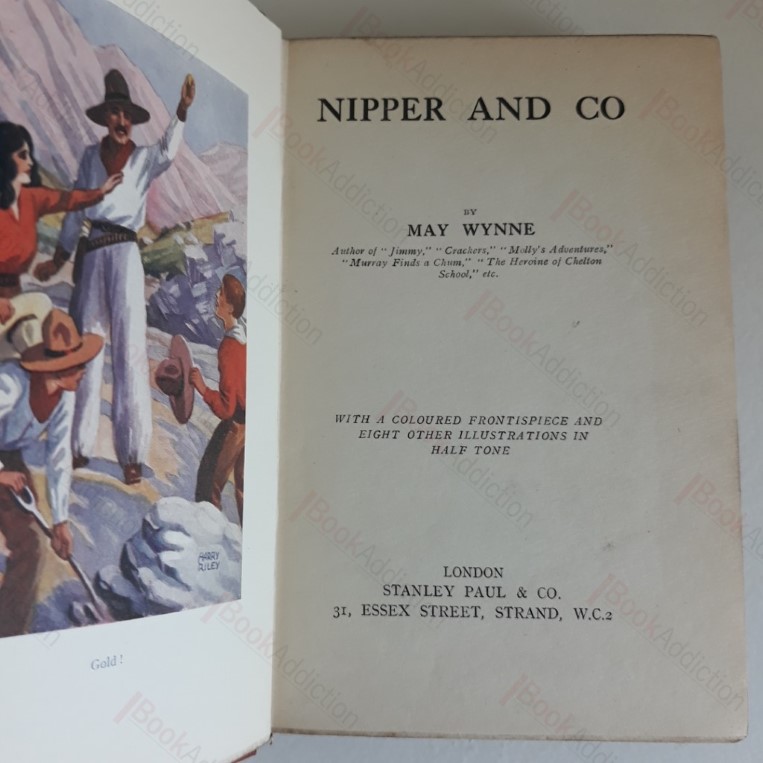 HARRY
RILEY
Gold!
NIPPER AND CO
BY
MAY WYNNE
Author of "Jimmy," "Crackers," "Molly's Adventures,"
"Murray Finds a Chum," "The Heroine of Chelton
School," etc.
WITH A COLOURED FRONTISPIECE AND
EIGHT OTHER ILLUSTRATIONS IN
HALF TONE
LONDON
STANLEY PAUL & CO.
31, ESSEX STREET, STRAND, W.C.2
BookAddiction